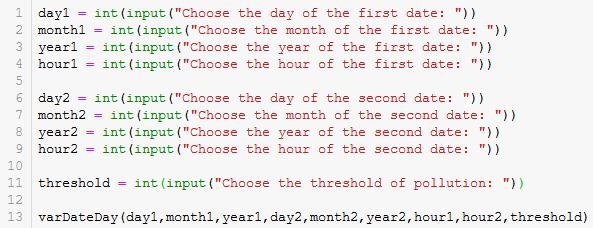 1 day1 = int(input("Choose the day of the first date: "))
2 month1 = int(input("Choose the month of the first date: "))
3 year1 = int(input("Choose the year of the first date: "))
4 hour1 = int(input("Choose the hour of the first date: "))
5
6 day2 = int(input("Choose the day of the second date: "))
7 month2 = int(input("Choose the month of the second date: "))
8 year2 = int(input("Choose the year of the second date: "))
9 hour2 = int(input("Choose the hour of the second date: "))
10
11 threshold = int(input("Choose the threshold of pollution: "))
12
13 varDateDay(day1,month1,year1,day2,month2,year2,hour1,hour2,threshold)